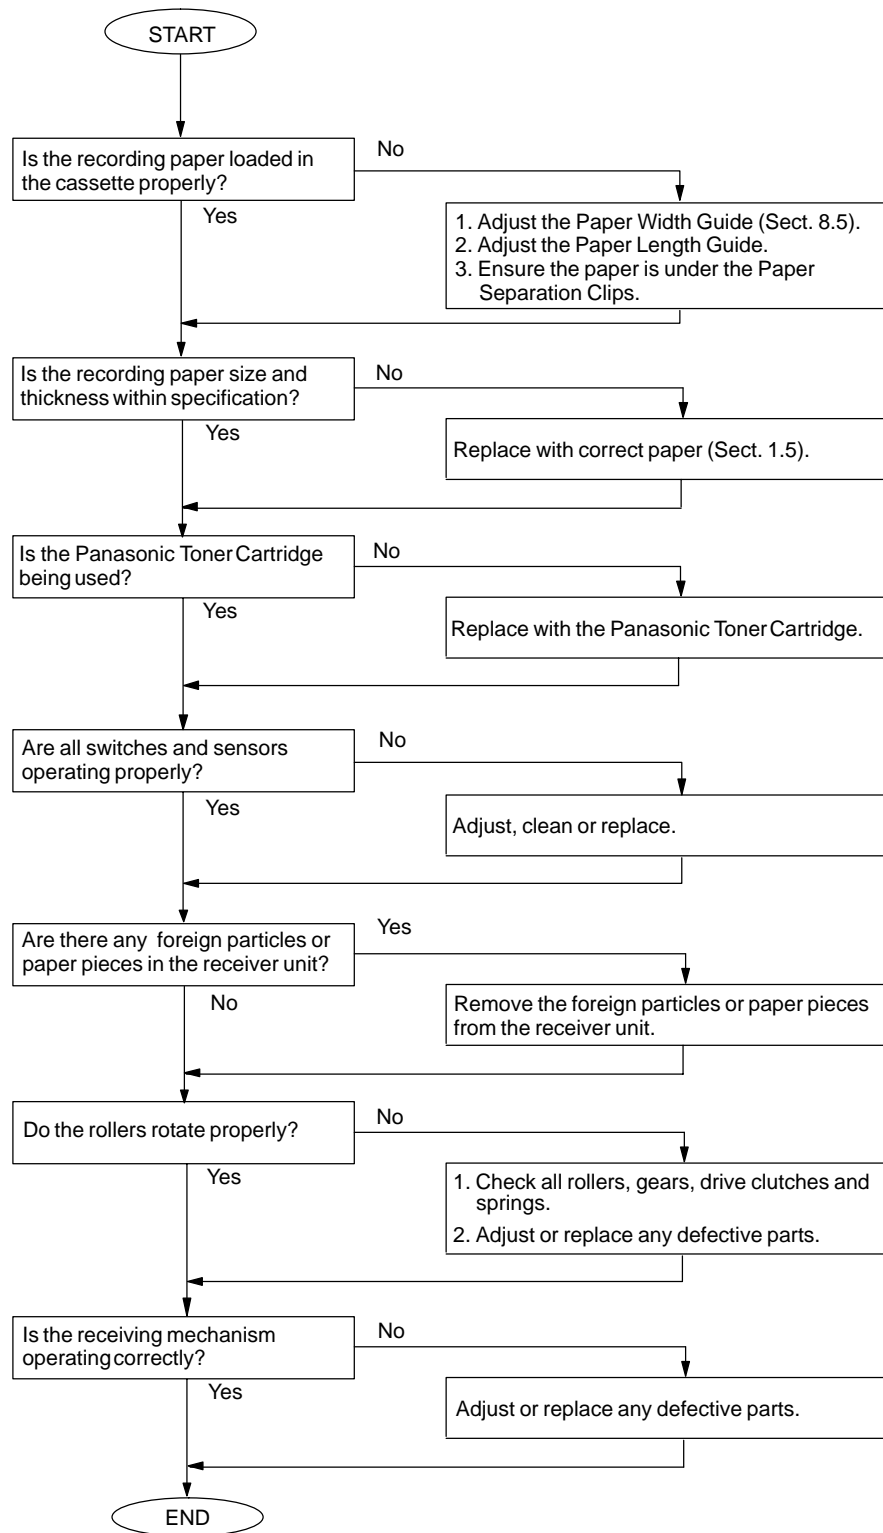 START
Is the recording paper loaded in
the cassette properly?
No
Yes
1. Adjust the Paper Width Guide (Sect. 8.5).
2. Adjust the Paper Length Guide.
3. Ensure the paper is under the Paper
Separation Clips.
Is the recording paper size and
thickness within specification?
No
Yes
Replace with correct paper (Sect. 1.5).
Is the Panasonic Toner Cartridge
being used?
No
Yes
Replace with the Panasonic Toner Cartridge.
Are all switches and sensors
operating properly?
No
Yes
Adjust, clean or replace.
Are there any foreign particles or
paper pieces in the receiver unit?
Yes
No
Remove the foreign particles or paper pieces
from the receiver unit.
Do the rollers rotate properly?
No
Yes
1. Check all rollers, gears, drive clutches and
springs.
2. Adjust or replace any defective parts.
Is the receiving mechanism
operating correctly?
No
Yes
Adjust or replace any defective parts.
END